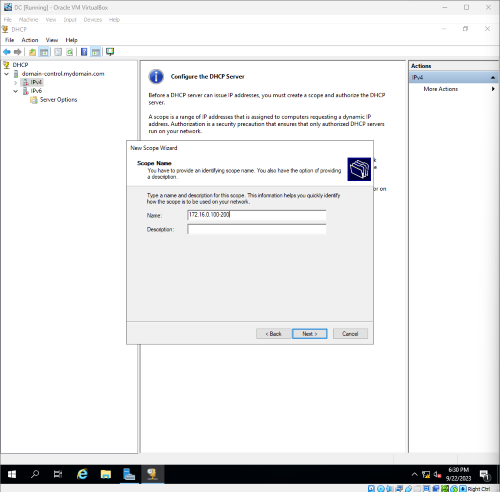 DC [Running] - Oracle VM VirtualBox
File Machine View Input Devices Help
DHCP
File Action View Help
DHCP
domain-control.mydomain.com
IPv4
IPv6
Server Options
Configure the DHCP Server
Before a DHCP server can issue IP addresses, you must create a scope and authorize the DHCP
server.
A scope is a range of IP addresses that is assigned to computers requesting a dynamic IP
address. Authorization is a security precaution that ensures that only authorized DHCP servers
run on your network.
Actions
IPv4
More Actions
New Scope Wizard
Scope Name
You have to provide an identifying scope name. You also have the option of providing
a description.
Type a name and description for this scope. This information helps you quickly identify
how the scope is to be used on your network.
Name: 172.16.0.100-200
Description:
< Back Next > Cancel
or on
6:30 PM
9/22/2023
Right Ctrl